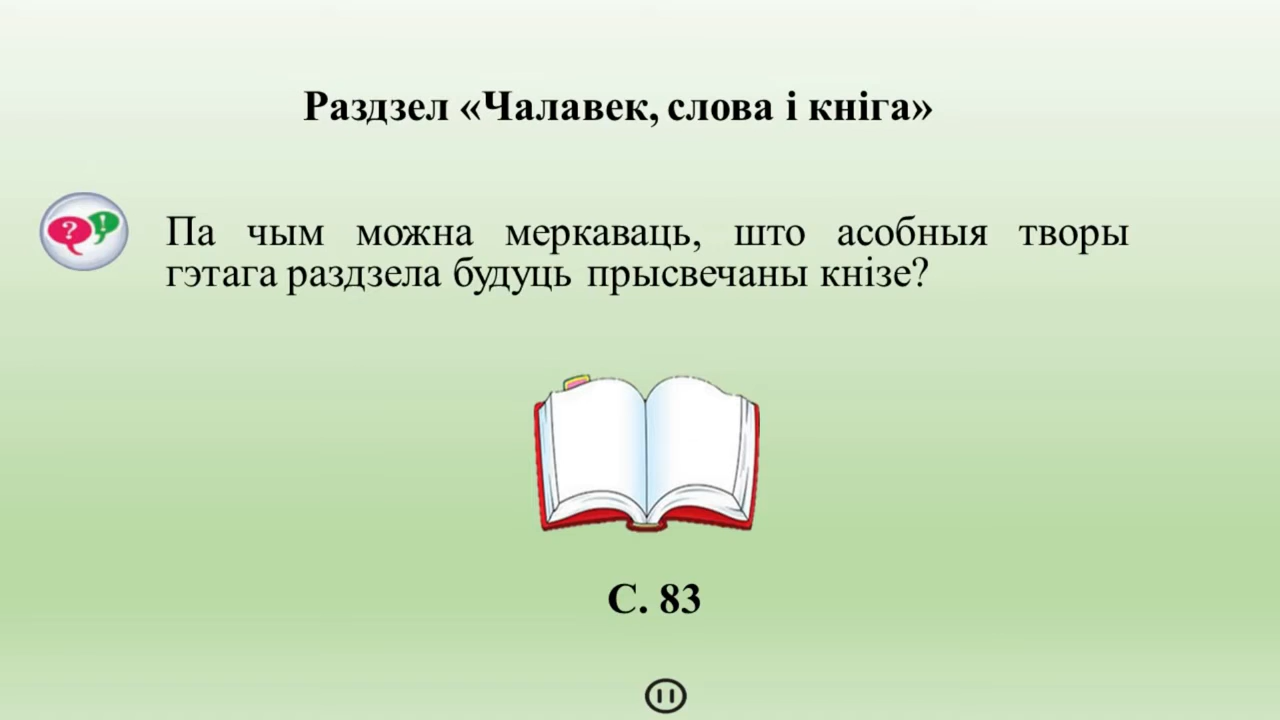 Раздзел «Чалавек, слова і кніга»
Па чым можна меркаваць, што асобныя творы
гэтага раздзела будуць прысвечаны кнізе?
С. 83